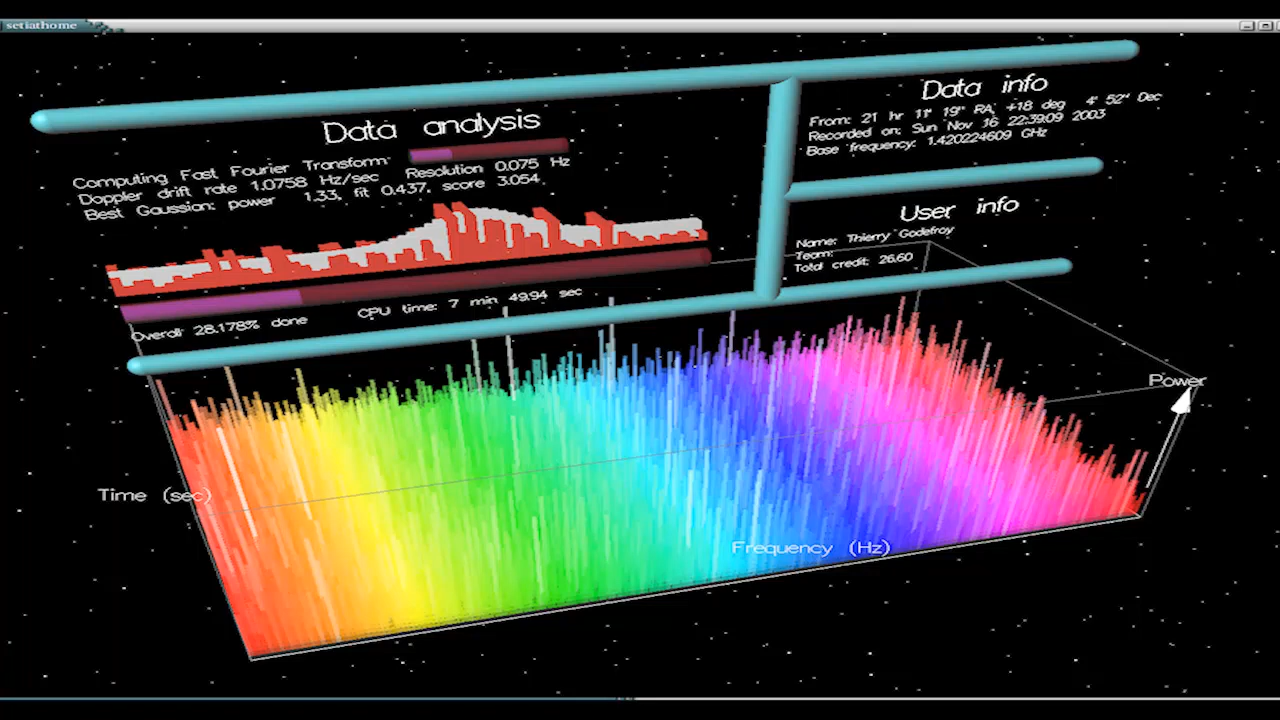 setiathome
Data analysis
Computing Fast Fourier Transform
Doppler drift rate 1.0758 Hz/sec Resolution 0.075 Hz
Best Gaussian: power 1.33, fit 0.437, score 3.054
Overall 28.178% done CPU time: 7 min 49.94 sec
Data info
From: 21 hr 11' 19" RA, +18 deg 4' 52" Dec
Recorded on: Sun Nov 16 22:39:09 2003
Base frequency: 1.420224609 GHz
User info
Name: Thierry Godefroy
Team:
Total credit: 26.60
Power
Time (sec)
Frequency (Hz)